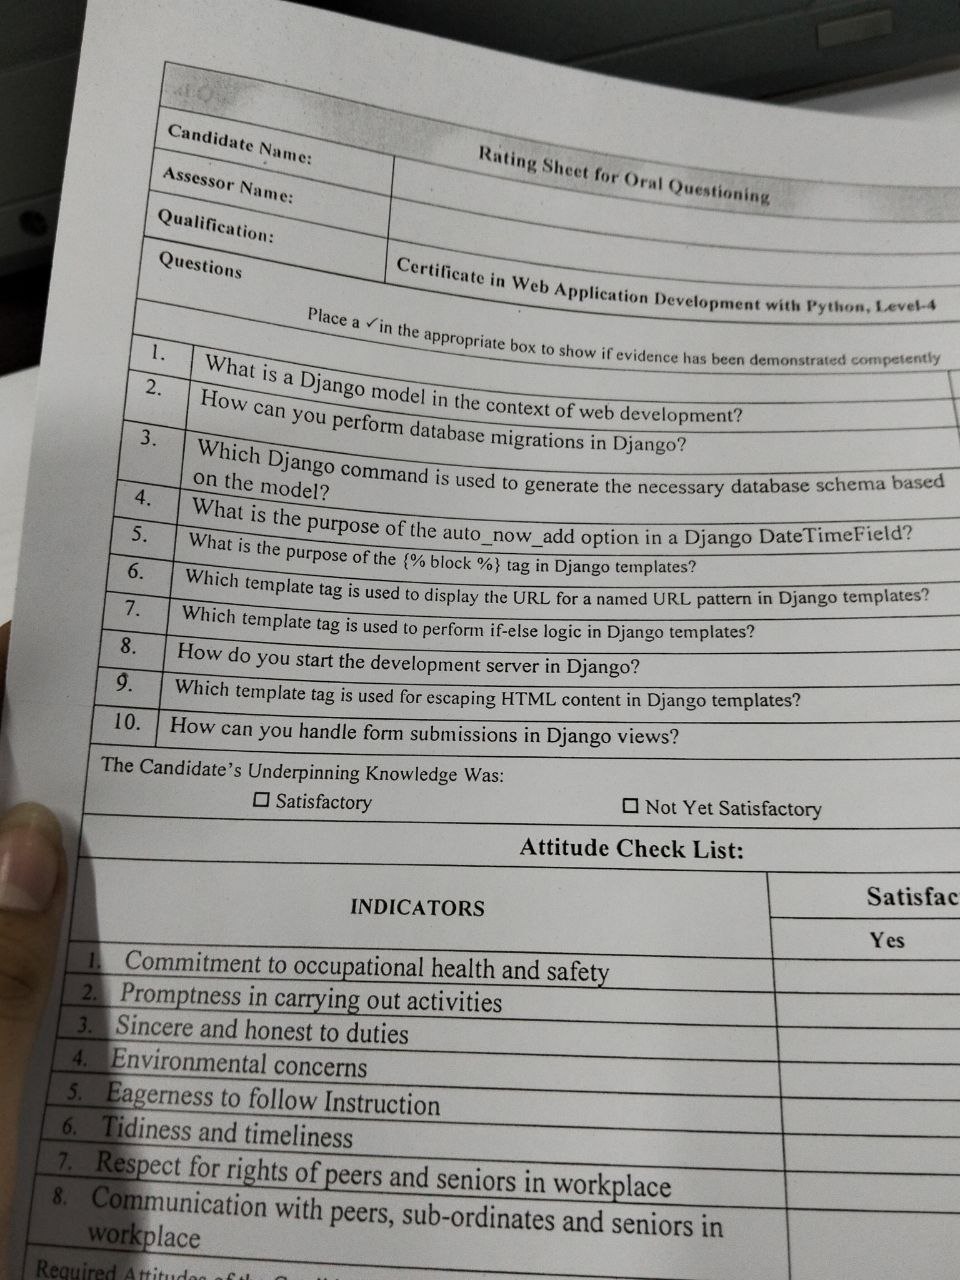 Rating Sheet for Oral Questioning
Candidate Name:
Assessor Name:
Qualification:
Certificate in Web Application Development with Python, Level-4
Questions
Place a ✓in the appropriate box to show if evidence has been demonstrated competently
1. What is a Django model in the context of web development?
2. How can you perform database migrations in Django?
3. Which Django command is used to generate the necessary database schema based
on the model?
4. What is the purpose of the auto_now_add option in a Django DateTimeField?
5. What is the purpose of the {% block %} tag in Django templates?
6. Which template tag is used to display the URL for a named URL pattern in Django templates?
7. Which template tag is used to perform if-else logic in Django templates?
8. How do you start the development server in Django?
9. Which template tag is used for escaping HTML content in Django templates?
10. How can you handle form submissions in Django views?
The Candidate's Underpinning Knowledge Was:
☐ Satisfactory ☐ Not Yet Satisfactory
Attitude Check List:
INDICATORS
Satisfac
Yes
1. Commitment to occupational health and safety
2. Promptness in carrying out activities
3. Sincere and honest to duties
4. Environmental concerns
5. Eagerness to follow Instruction
6. Tidiness and timeliness
7. Respect for rights of peers and seniors in workplace
8. Communication with peers, sub-ordinates and seniors in
workplace
Required Attitudes of the